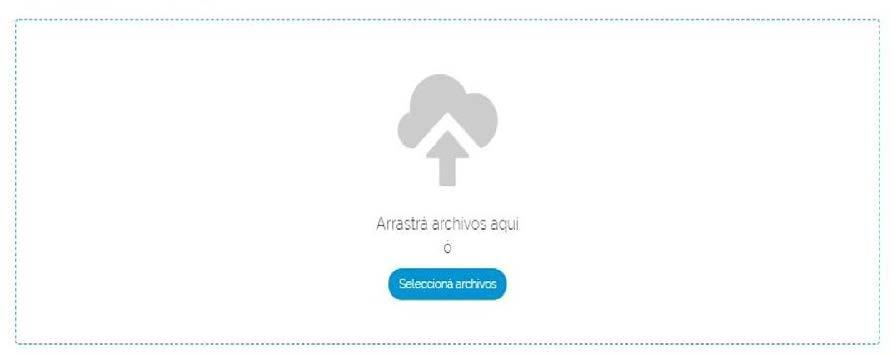 Arrastrá archivos aquí
ó
Seleccioná archivos